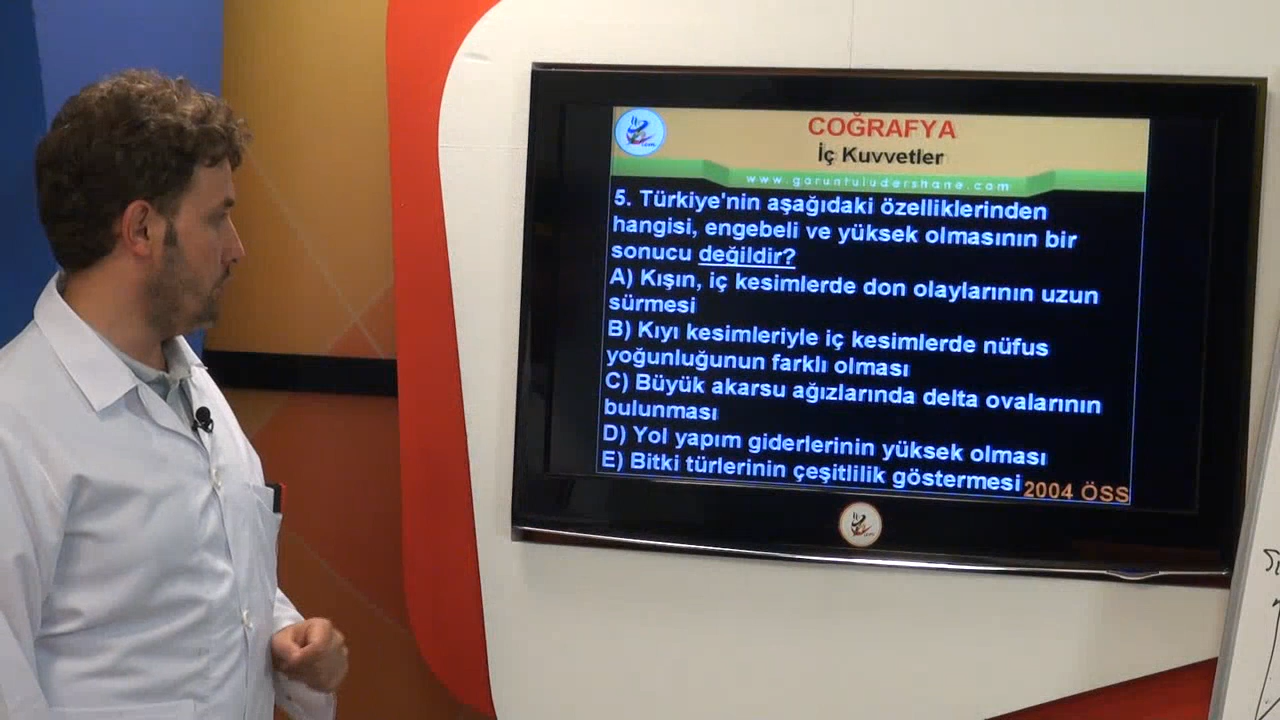 COĞRAFYA
İç Kuvvetler
www.goruntuludershane.com
5. Türkiye'nin aşağıdaki özelliklerinden
hangisi, engebeli ve yüksek olmasının bir
sonucu değildir?
A) Kışın, iç kesimlerde don olaylarının uzun
sürmesi
B) Kıyı kesimleriyle iç kesimlerde nüfus
yoğunluğunun farklı olması
C) Büyük akarsu ağızlarında delta ovalarının
bulunması
D) Yol yapım giderlerinin yüksek olması
E) Bitki türlerinin çeşitlilik göstermesi
2004 ÖSS